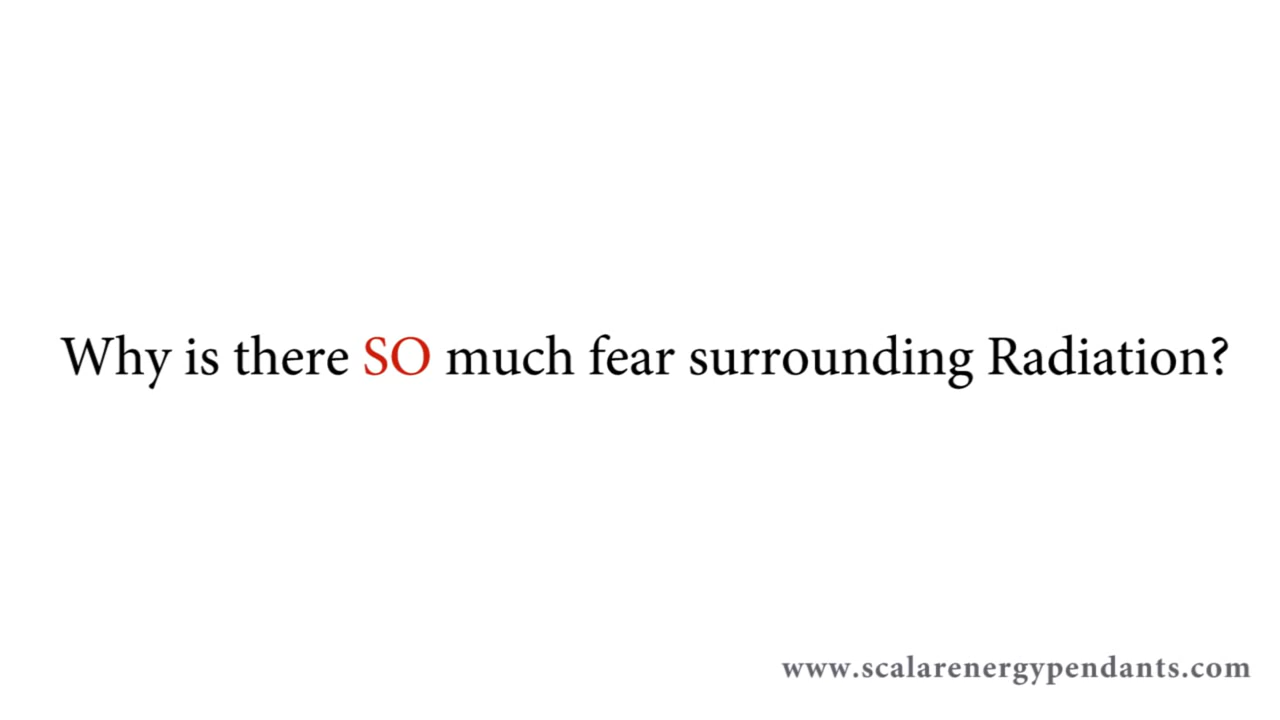 Why is there SO much fear surrounding Radiation?
www.scalarenergypendants.com